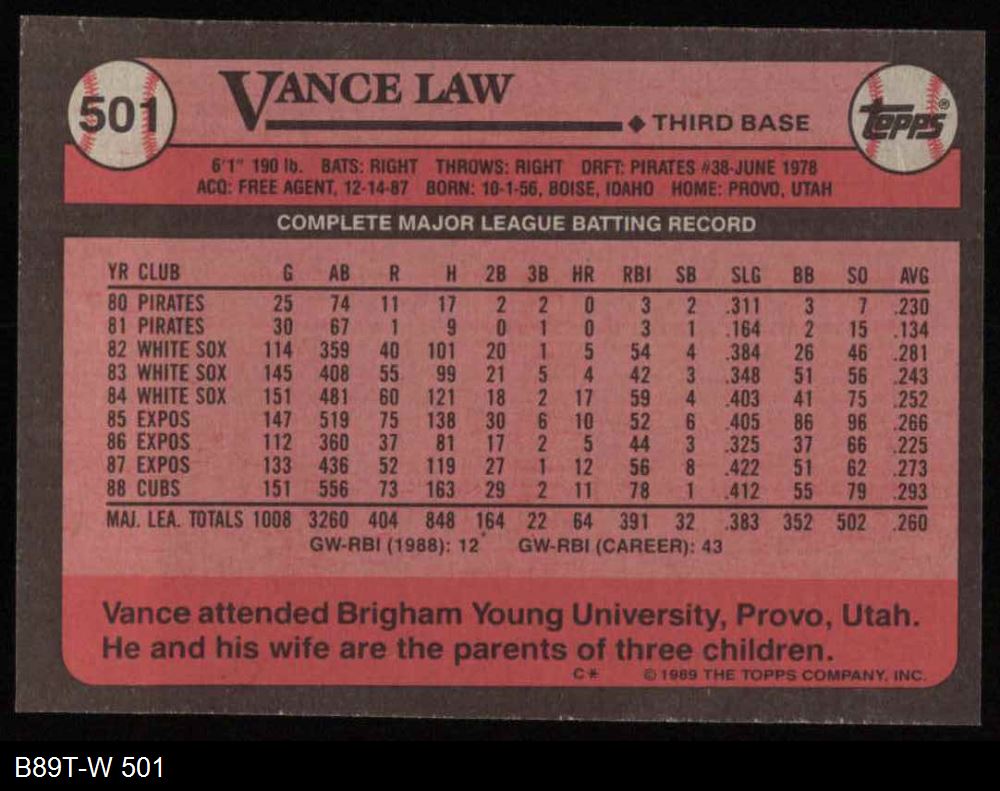 501 VANCE LAW
◆ THIRD BASE topps®
6'1" 190 lb. BATS: RIGHT THROWS: RIGHT DRFT: PIRATES #38-JUNE 1978
ACQ: FREE AGENT, 12-14-87 BORN: 10-1-56, BOISE, IDAHO HOME: PROVO, UTAH
COMPLETE MAJOR LEAGUE BATTING RECORD
YR CLUB G AB R H 2B 3B HR RBI SB SLG BB SO AVG
80 PIRATES 25 74 11 17 2 2 0 3 2 .311 3 7 .230
81 PIRATES 30 67 1 9 0 1 0 3 1 .164 2 15 .134
82 WHITE SOX 114 359 40 101 20 1 5 54 4 .384 26 46 .281
83 WHITE SOX 145 408 55 99 21 5 4 42 3 .348 51 56 .243
84 WHITE SOX 151 481 60 121 18 2 17 59 4 .403 41 75 .252
85 EXPOS 147 519 75 138 30 6 10 52 6 .405 86 96 .266
86 EXPOS 112 360 37 81 17 2 5 44 3 .325 37 66 .225
87 EXPOS 133 436 52 119 27 1 12 56 8 .422 51 62 .273
88 CUBS 151 556 73 163 29 2 11 78 1 .412 55 79 .293
MAJ. LEA. TOTALS 1008 3260 404 848 164 22 64 391 32 .383 352 502 .260
GW-RBI (1988): 12 GW-RBI (CAREER): 43
Vance attended Brigham Young University, Provo, Utah.
He and his wife are the parents of three children.
C* © 1989 THE TOPPS COMPANY, INC.
B89T-W 501